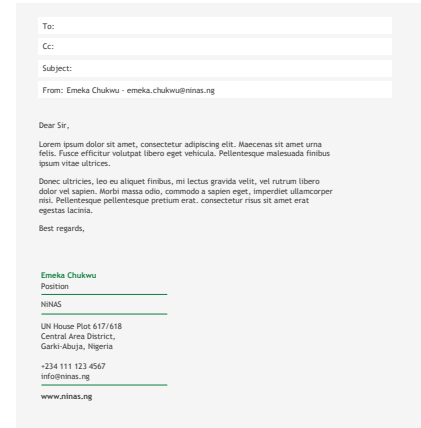 To:
Cc:
Subject:
From: Emeka Chukwu - emeka.chukwu@ninas.ng
Dear Sir,
Lorem ipsum dolor sit amet, consectetur adipiscing elit. Maecenas sit amet urna
felis. Fusce efficitur volutpat libero eget vehicula. Pellentesque malesuada finibus
ipsum vitae ultrices.
Donec ultricies, leo eu aliquet finibus, mi lectus gravida velit, vel rutrum libero
dolor vel sapien. Morbi massa odio, commodo a sapien eget, imperdiet ullamcorper
nisi. Pellentesque pellentesque pretium erat. consectetur risus sit amet erat
egestas lacinia.
Best regards,
Emeka Chukwu
Position
NiNAS
UN House Plot 617/618
Central Area District,
Garki-Abuja, Nigeria
+234 111 123 4567
info@ninas.ng
www.ninas.ng